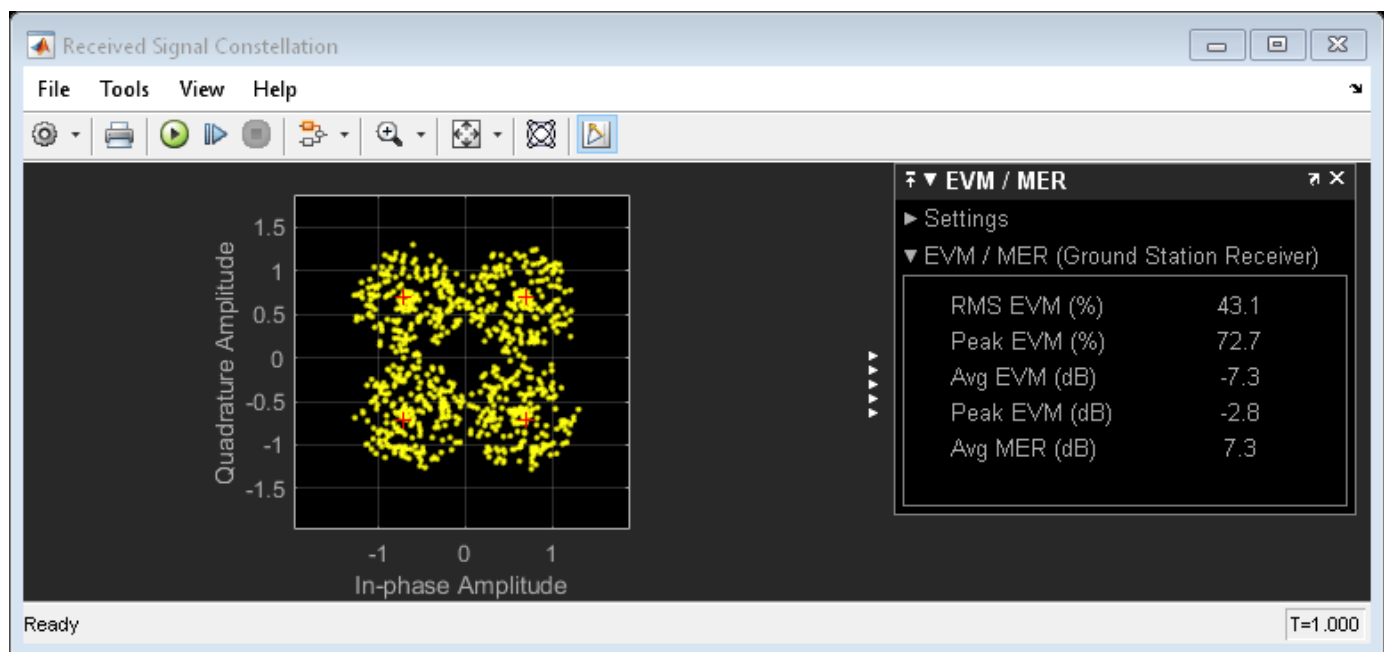 Received Signal Constellation
File Tools View Help
1.5
1
0.5
0
-0.5
-1
-1.5
Quadrature Amplitude
-1 0 1
In-phase Amplitude
EVM / MER
Settings
EVM / MER (Ground Station Receiver)
RMS EVM (%) 43.1
Peak EVM (%) 72.7
Avg EVM (dB) -7.3
Peak EVM (dB) -2.8
Avg MER (dB) 7.3
Ready T=1.000